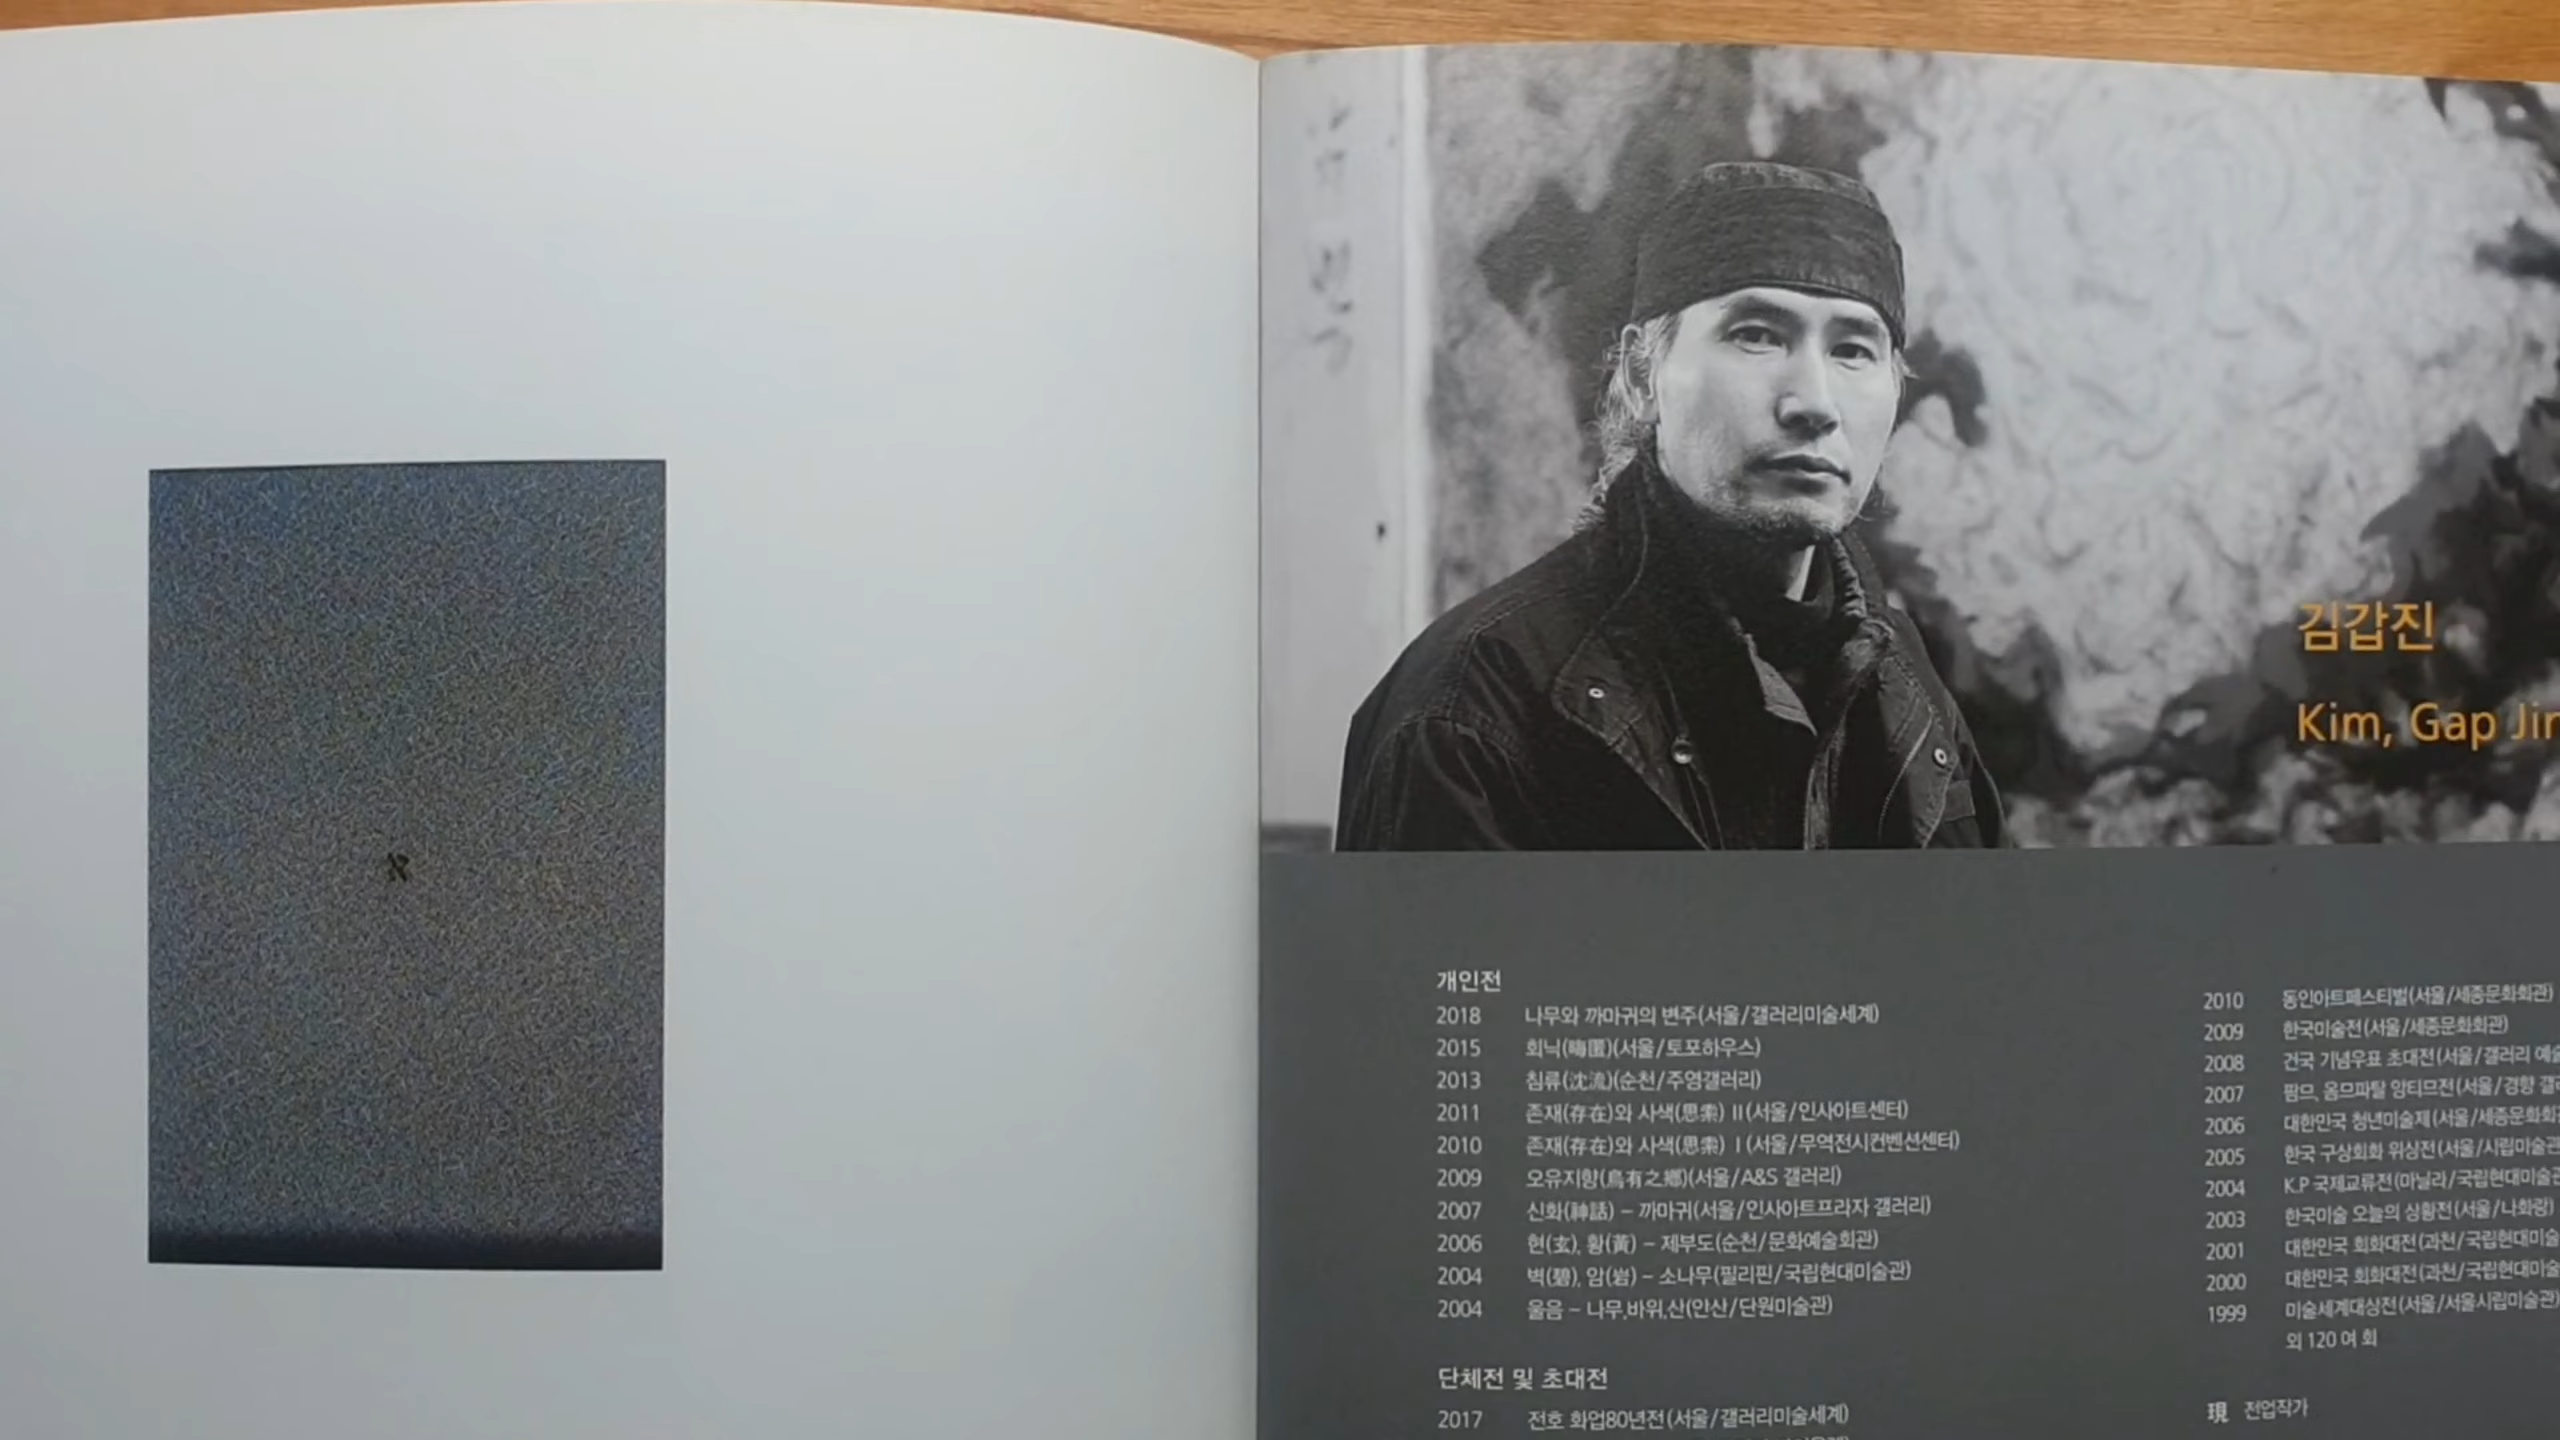 김갑진
Kim, Gap Jin
개인전
2018 나무와 까마귀의 변주(서울/갤러리미술세계)
2015 회닉(晦匿)(서울/토포하우스)
2013 침류(沈流)(순천/주영갤러리)
2011 존재(存在)와 사색(思索) II(서울/인사아트센터)
2010 존재(存在)와 사색(思索) I(서울/무역전시컨벤션센터)
2009 오유지향(烏有之鄕)(서울/A&S 갤러리)
2007 신화(神話) – 까마귀(서울/인사아트프라자 갤러리)
2006 현(玄), 황(黃) – 제부도(순천/문화예술회관)
2004 벽(碧), 암(岩) – 소나무(필리핀/국립현대미술관)
2004 울음 – 나무,바위,산(안산/단원미술관)
단체전 및 초대전
2017 전호 화업80년전(서울/갤러리미술세계)
2010 동인아트페스티벌(서울/세종문화회관)
2009 한국미술전(서울/세종문화회관)
2008 건국 기념우표 초대전(서울/갤러리 예술
2007 팜므, 옴므파탈 앙티므전(서울/경향 갤러
2006 대한민국 청년미술제(서울/세종문화회관
2005 한국 구상회화 위상전(서울/시립미술관
2004 K.P 국제교류전(마닐라/국립현대미술관
2003 한국미술 오늘의 상황전(서울/나화랑)
2001 대한민국 회화대전(과천/국립현대미술
2000 대한민국 회화대전(과천/국립현대미술
1999 미술세계대상전(서울/서울시립미술관)
외 120 여 회
現 전업작가